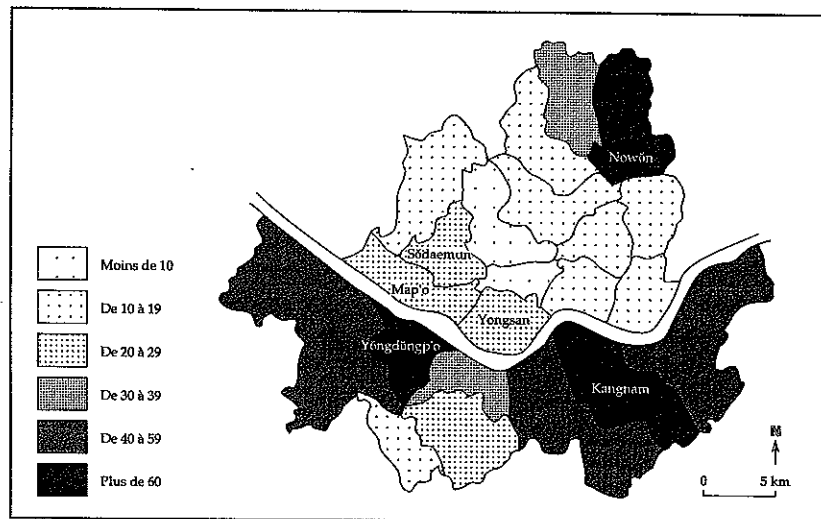 Nowŏn
Sŏdaemun
Map'o
Yongsan
Yŏngdŭngp'o
Kangnam
Moins de 10
De 10 à 19
De 20 à 29
De 30 à 39
De 40 à 59
Plus de 60
N
0 5 km